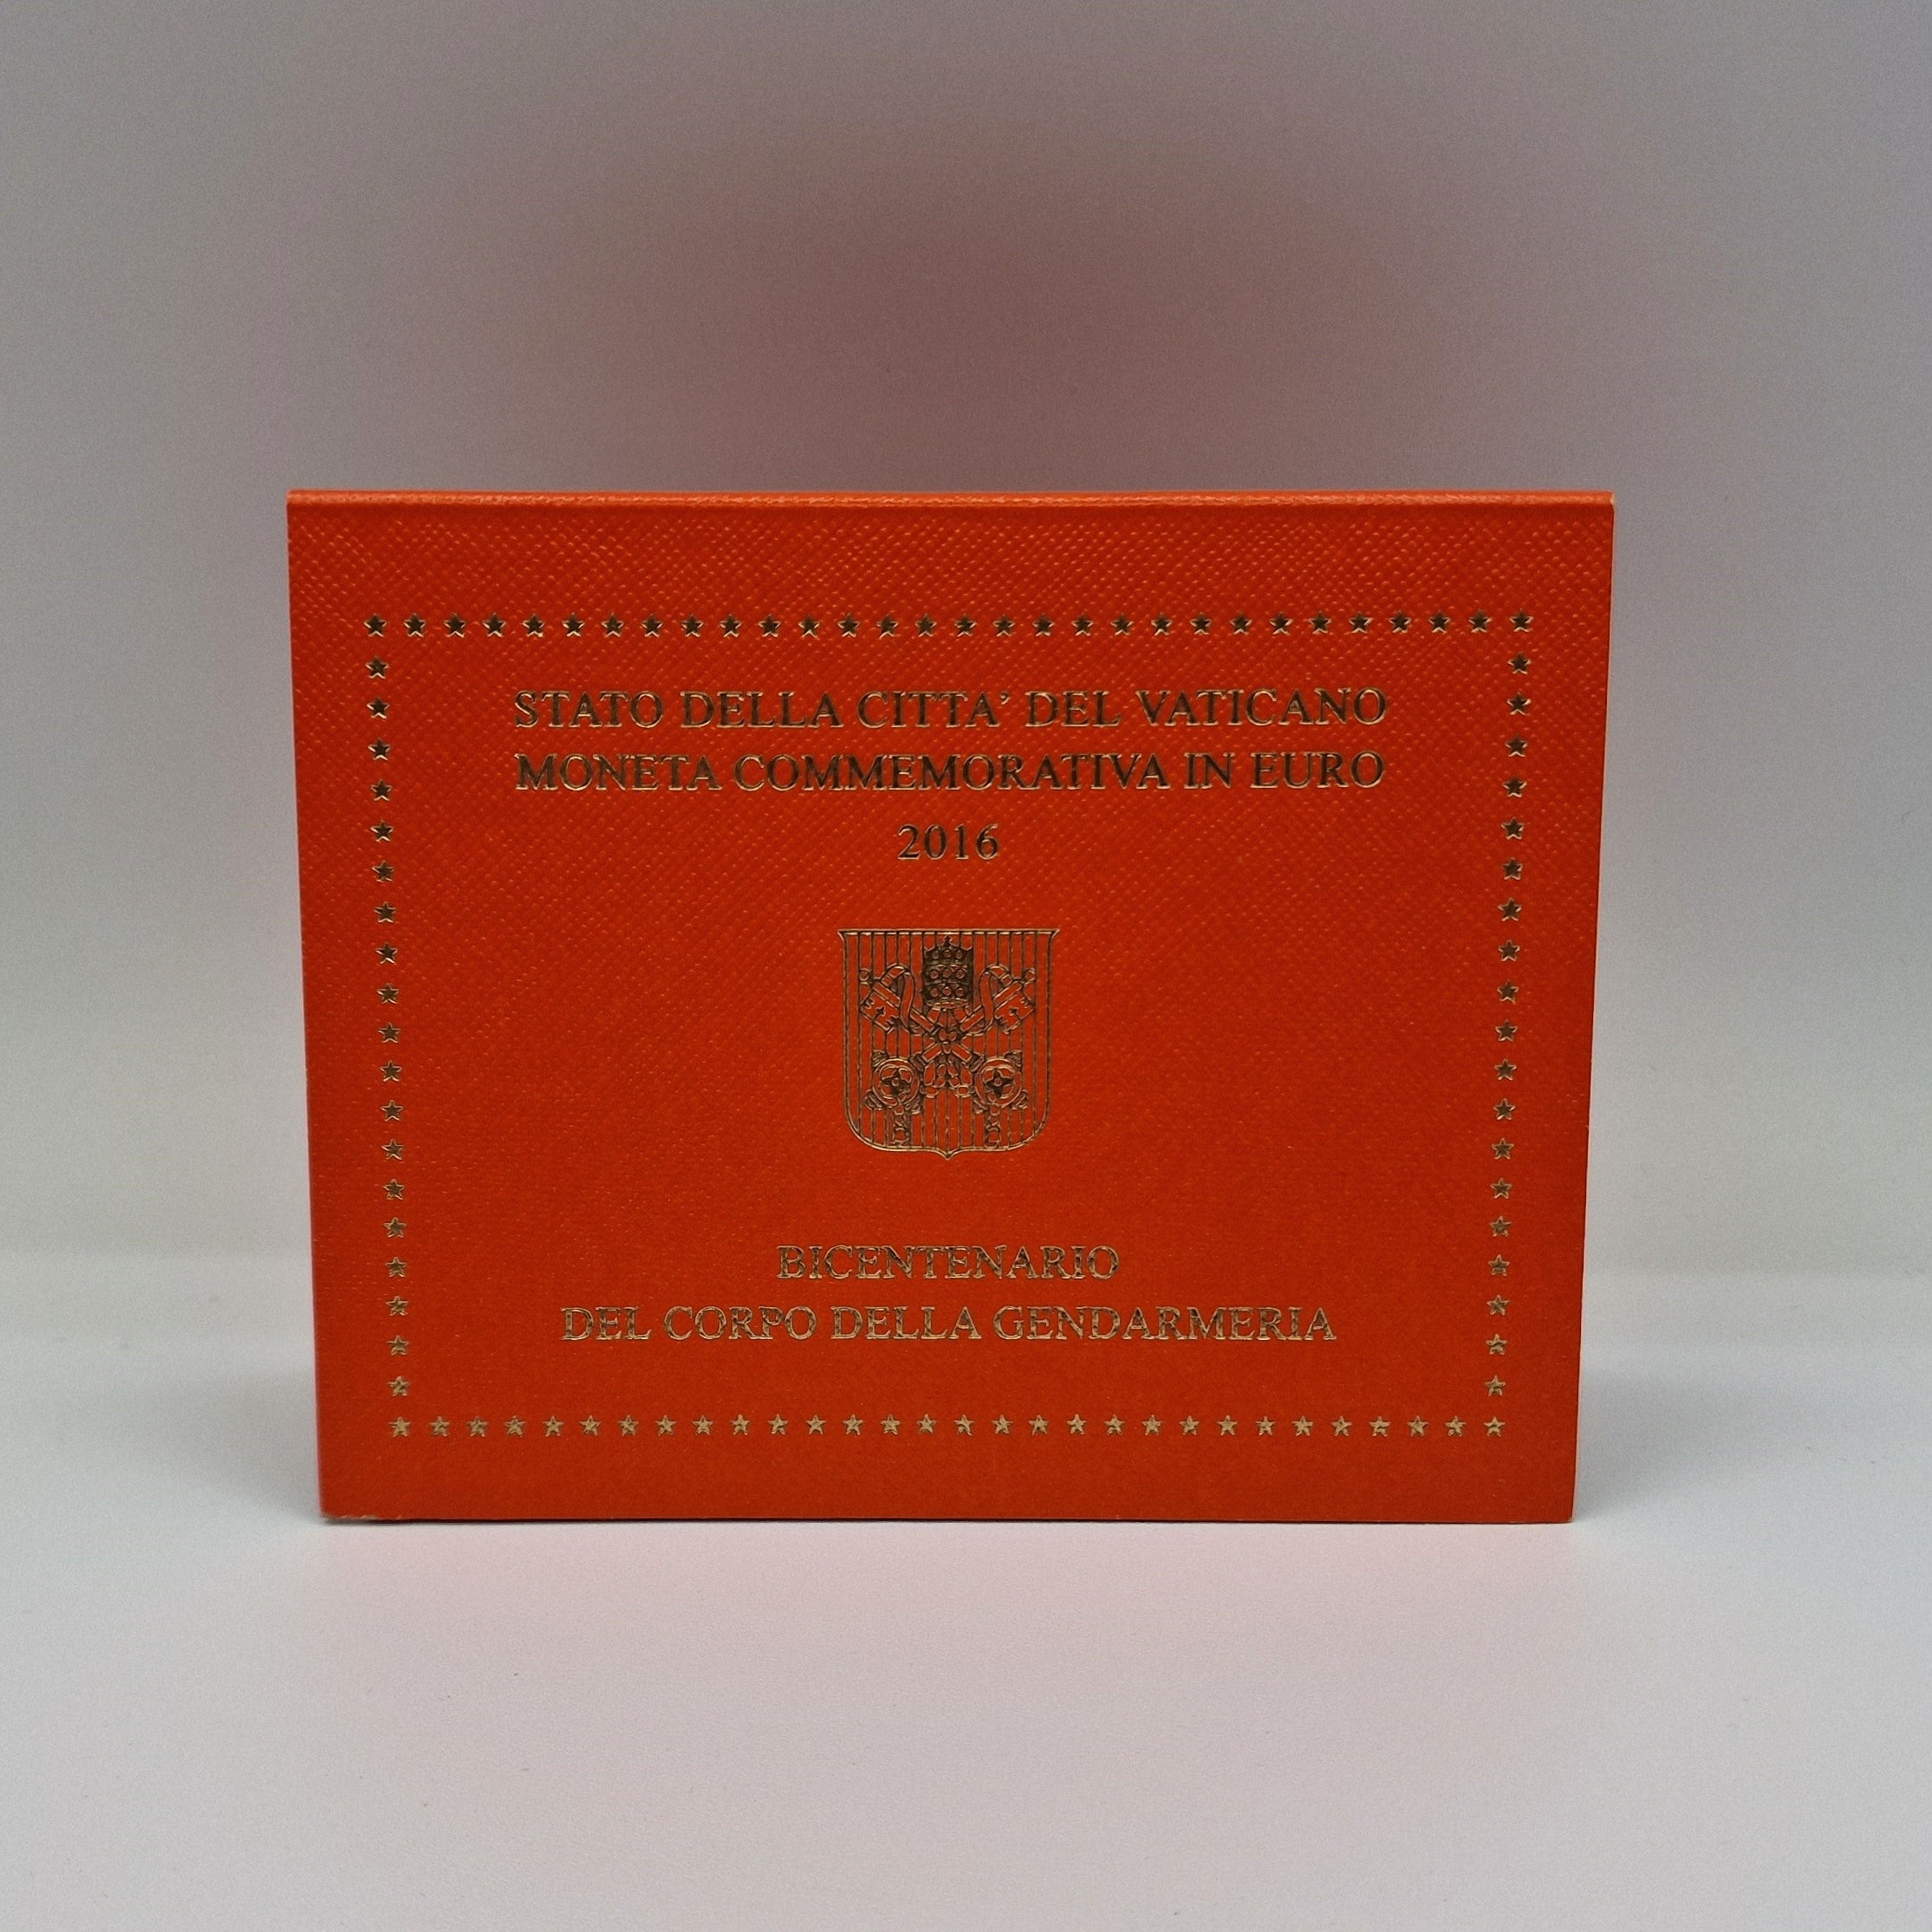 STATO DELLA CITTA' DEL VATICANO
MONETA COMMEMORATIVA IN EURO
2016
BICENTENARIO
DEL CORPO DELLA GENDARMERIA